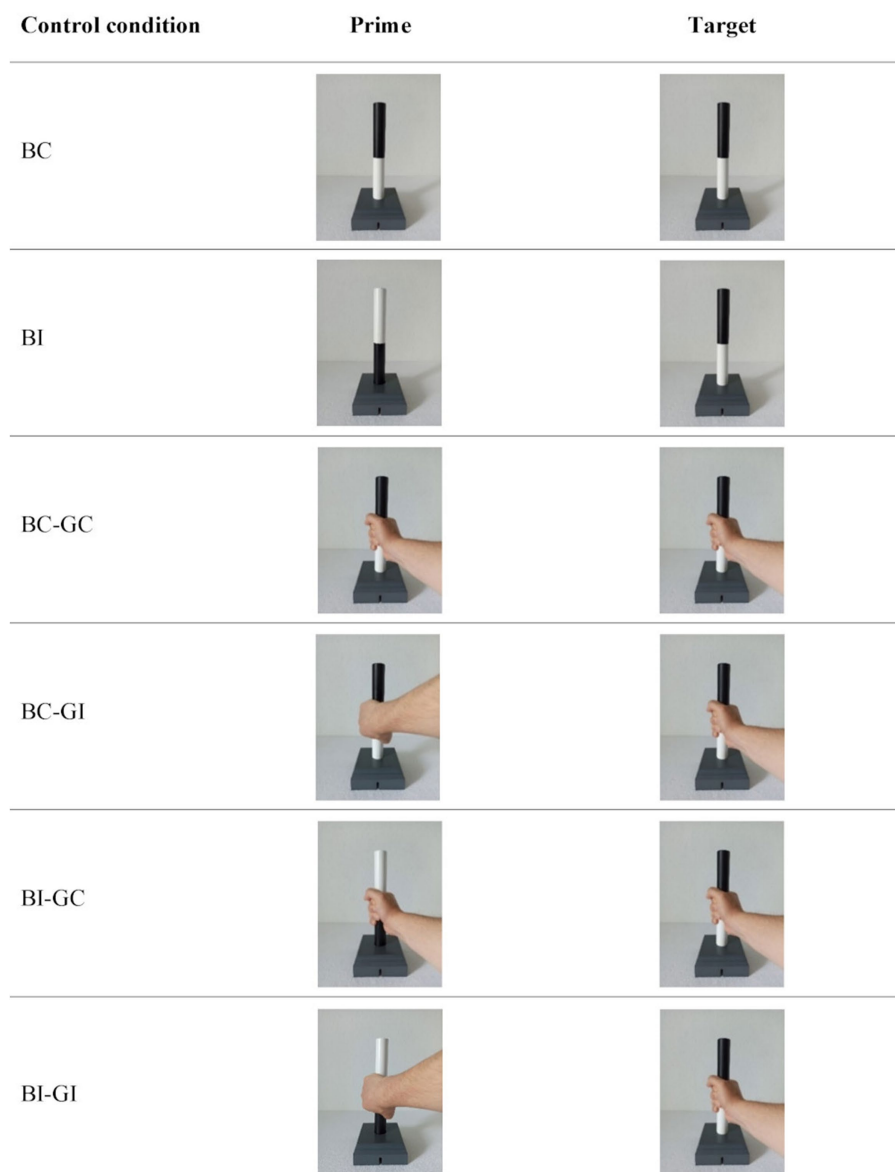 Control condition Prime Target
BC
BI
BC-GC
BC-GI
BI-GC
BI-GI